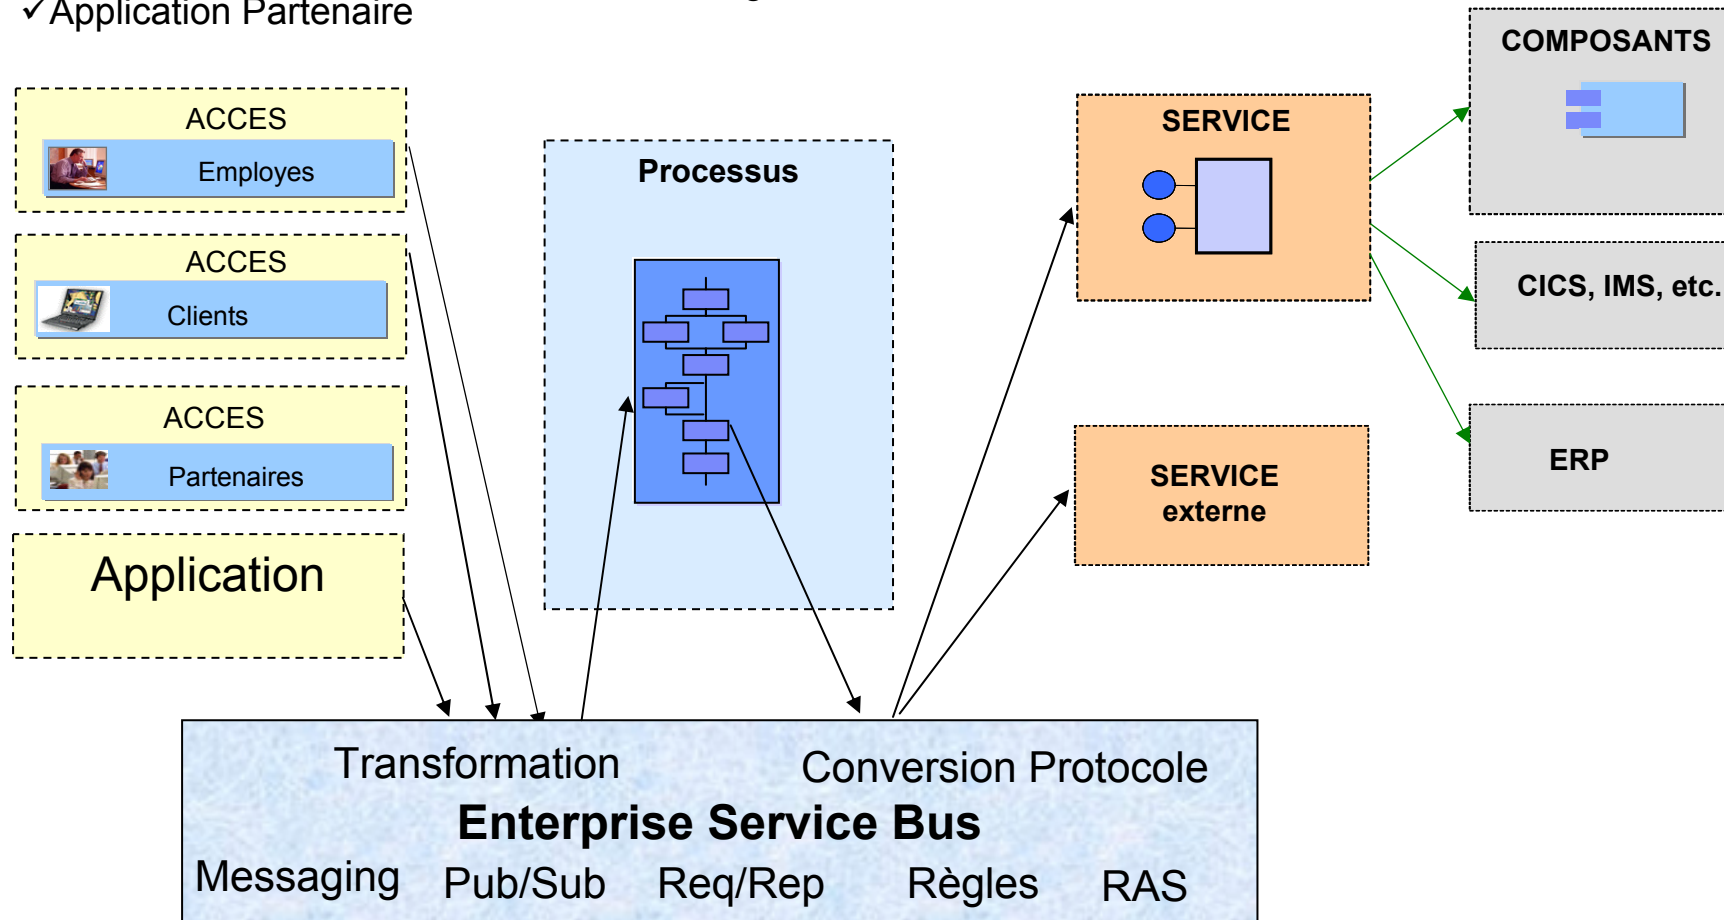 ✓Application Partenaire
ACCES
Employes
ACCES
Clients
ACCES
Partenaires
Application
Processus
SERVICE
SERVICE
externe
COMPOSANTS
CICS, IMS, etc.
ERP
Transformation
Conversion Protocole
Enterprise Service Bus
Messaging
Pub/Sub
Req/Rep
Règles
RAS